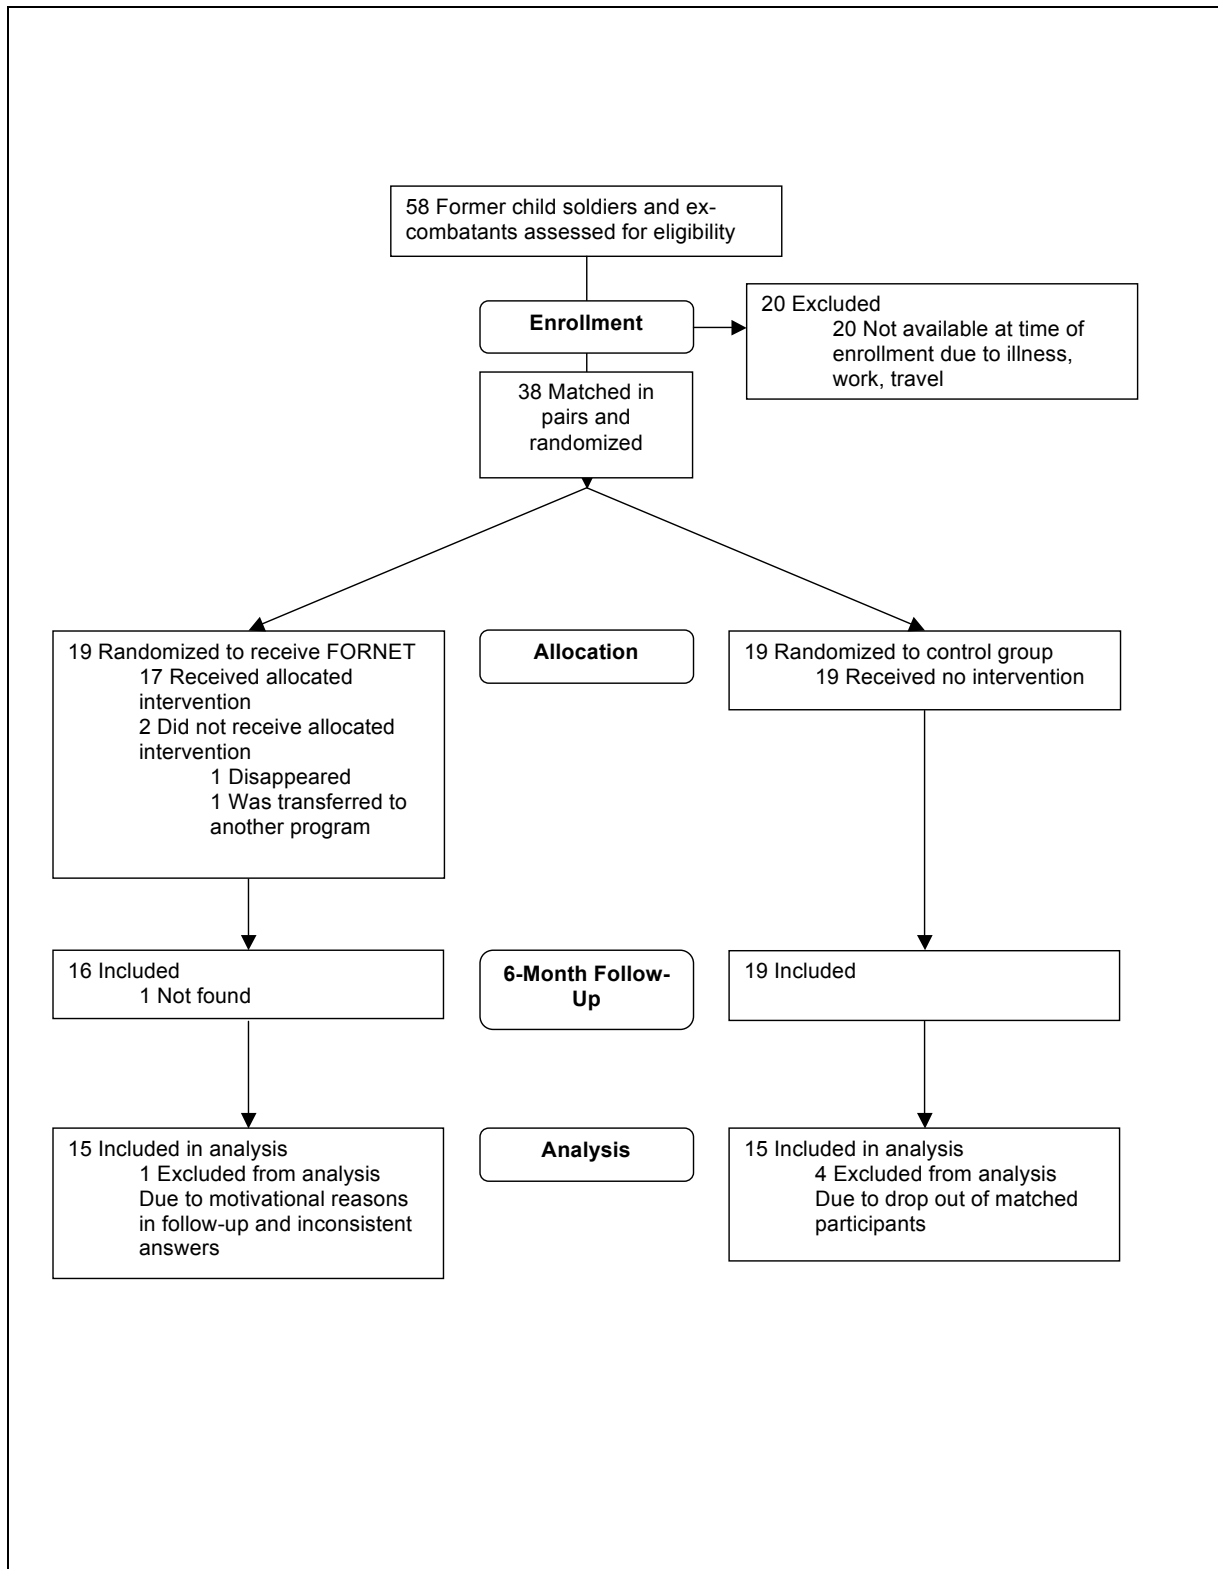 58 Former child soldiers and ex-
combatants assessed for eligibility
Enrollment
20 Excluded
20 Not available at time of
enrollment due to illness,
work, travel
38 Matched in
pairs and
randomized
19 Randomized to receive FORNET
17 Received allocated
intervention
2 Did not receive allocated
intervention
1 Disappeared
1 Was transferred to
another program
Allocation
19 Randomized to control group
19 Received no intervention
16 Included
1 Not found
6-Month Follow-
Up
19 Included
15 Included in analysis
1 Excluded from analysis
Due to motivational reasons
in follow-up and inconsistent
answers
Analysis
15 Included in analysis
4 Excluded from analysis
Due to drop out of matched
participants